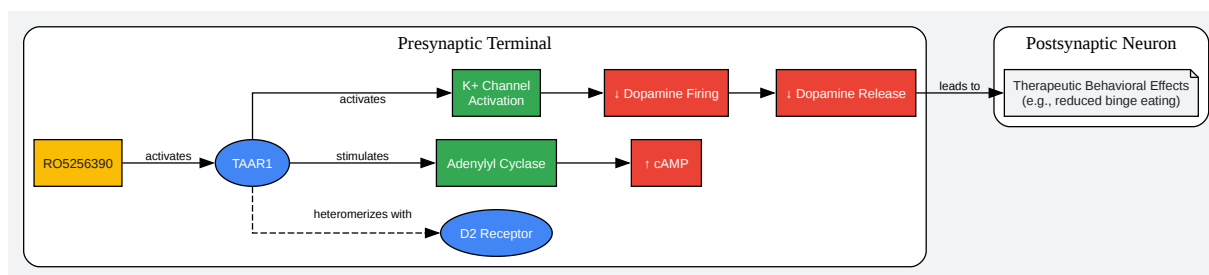 Presynaptic Terminal
Postsynaptic Neuron
K+ Channel
Activation
activates
↓ Dopamine Firing
↓ Dopamine Release
leads to
Therapeutic Behavioral Effects
(e.g., reduced binge eating)
RO5256390
activates
TAAR1
stimulates
Adenylyl Cyclase
↑ cAMP
heteromerizes with
D2 Receptor